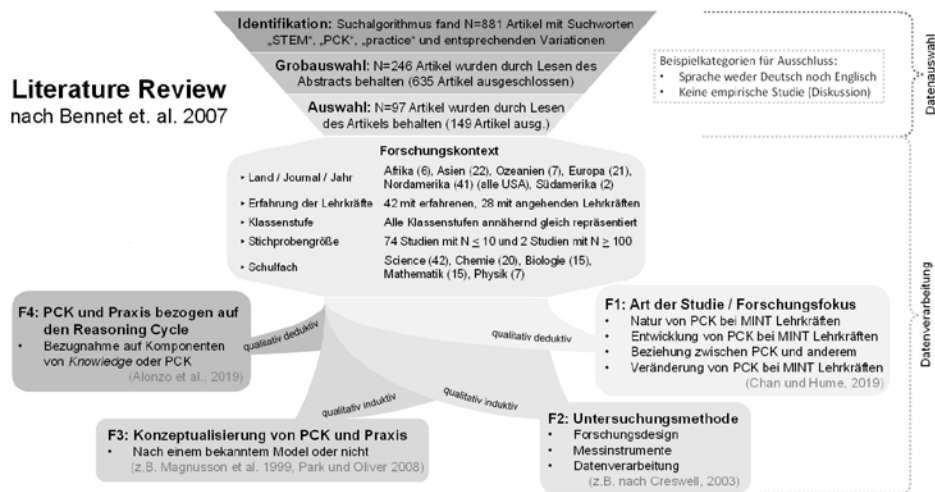 Identifikation: Suchalgorithmus fand N=881 Artikel mit Suchworten
„STEM“, „PCK“, „practice“ und entsprechenden Variationen
Grobauswahl: N=246 Artikel wurden durch Lesen des
Abstracts behalten (635 Artikel ausgeschlossen)
Auswahl: N=97 Artikel wurden durch Lesen
des Artikels behalten (149 Artikel ausg.)
Literature Review
nach Bennet et. al. 2007
Beispielkategorien für Ausschluss:
• Sprache weder Deutsch noch Englisch
• Keine empirische Studie (Diskussion)
Datenauswahl
Forschungskontext
▸ Land / Journal / Jahr Afrika (6), Asien (22), Ozeanien (7), Europa (21),
Nordamerika (41) (alle USA), Südamerika (2)
▸ Erfahrung der Lehrkräfte 42 mit erfahrenen, 28 mit angehenden Lehrkräften
▸ Klassenstufe Alle Klassenstufen annähernd gleich repräsentiert
▸ Stichprobengröße 74 Studien mit N ≤ 10 und 2 Studien mit N ≥ 100
▸ Schulfach Science (42), Chemie (20), Biologie (15),
Mathematik (15), Physik (7)
Datenverarbeitung
F4: PCK und Praxis bezogen auf
den Reasoning Cycle
• Bezugnahme auf Komponenten
von Knowledge oder PCK
(Alonzo et al., 2019)
qualitativ deduktiv
qualitativ deduktiv
F1: Art der Studie / Forschungsfokus
• Natur von PCK bei MINT Lehrkräften
• Entwicklung von PCK bei MINT Lehrkräften
• Beziehung zwischen PCK und anderem
• Veränderung von PCK bei MINT Lehrkräften
(Chan und Hume, 2019)
qualitativ induktiv
qualitativ induktiv
F3: Konzeptualisierung von PCK und Praxis
• Nach einem bekanntem Model oder nicht
(z.B. Magnusson et al. 1999, Park und Oliver 2008)
F2: Untersuchungsmethode
• Forschungsdesign
• Messinstrumente
• Datenverarbeitung
(z.B. nach Creswell, 2003)